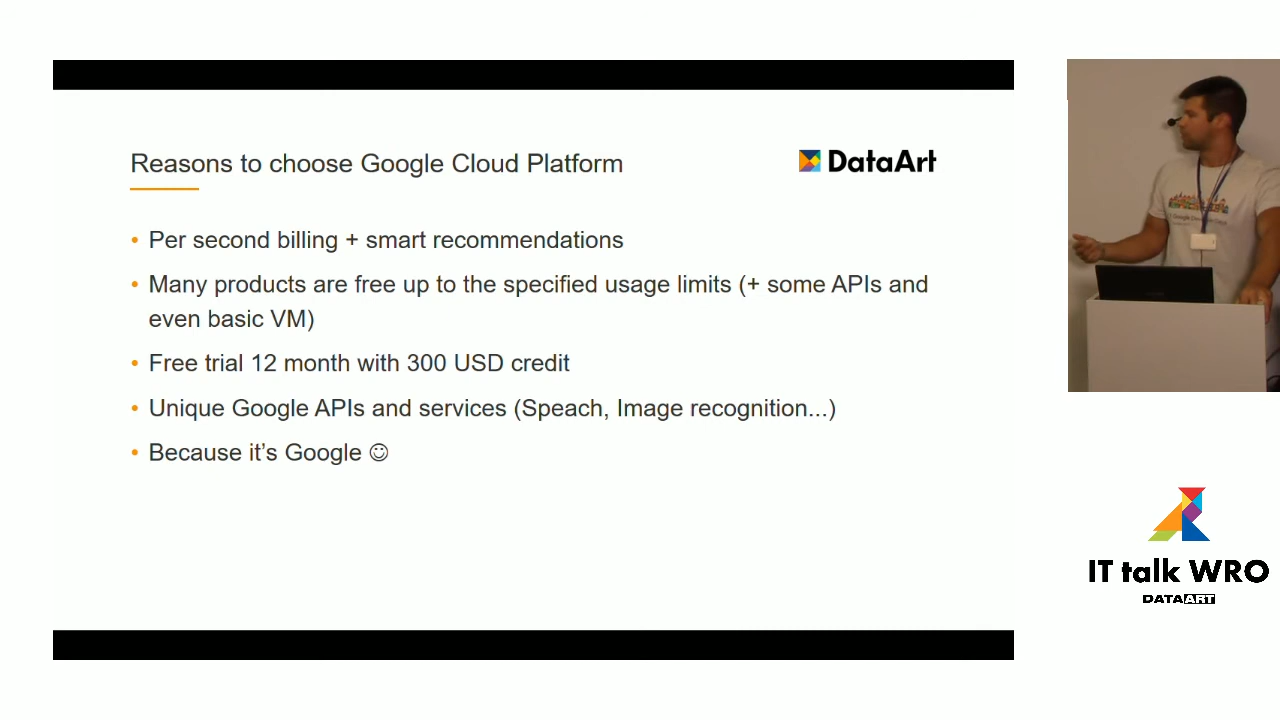 Reasons to choose Google Cloud Platform
DataArt
• Per second billing + smart recommendations
• Many products are free up to the specified usage limits (+ some APIs and
even basic VM)
• Free trial 12 month with 300 USD credit
• Unique Google APIs and services (Speach, Image recognition...)
• Because it's Google ☺
IT talk WRO
DATAART